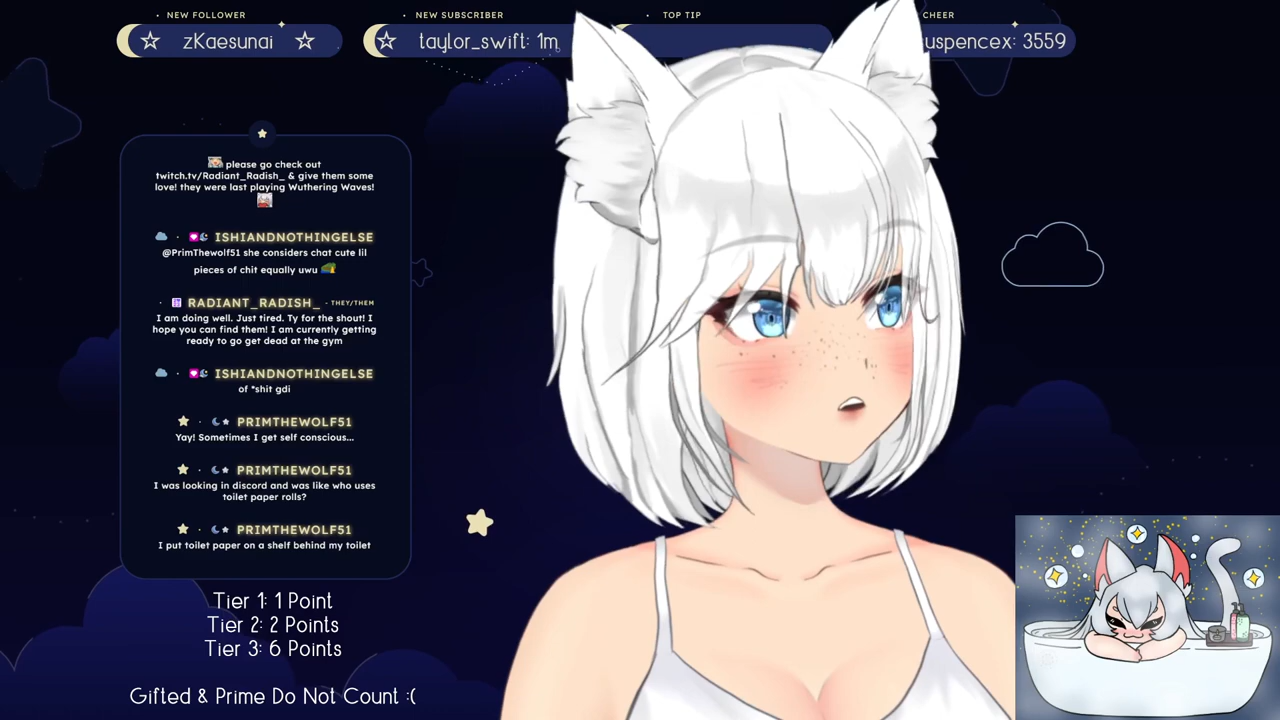 NEW FOLLOWER
zKaesunai
NEW SUBSCRIBER
taylor_swift: 1m
TOP TIP
CHEER
uspencex: 3559
please go check out
twitch.tv/Radiant_Radish_ & give them some
love! they were last playing Wuthering Waves!
ISHIANDNOTHINGELSE
@PrimThewolf51 she considers chat cute lil
pieces of chit equally uwu
RADIANT_RADISH_ - THEY/THEM
I am doing well. Just tired. Ty for the shout! I
hope you can find them! I am currently getting
ready to go get dead at the gym
ISHIANDNOTHINGELSE
of *shit gdi
PRIMTHEWOLF51
Yay! Sometimes I get self conscious...
PRIMTHEWOLF51
I was looking in discord and was like who uses
toilet paper rolls?
PRIMTHEWOLF51
I put toilet paper on a shelf behind my toilet
Tier 1: 1 Point
Tier 2: 2 Points
Tier 3: 6 Points
Gifted & Prime Do Not Count :(